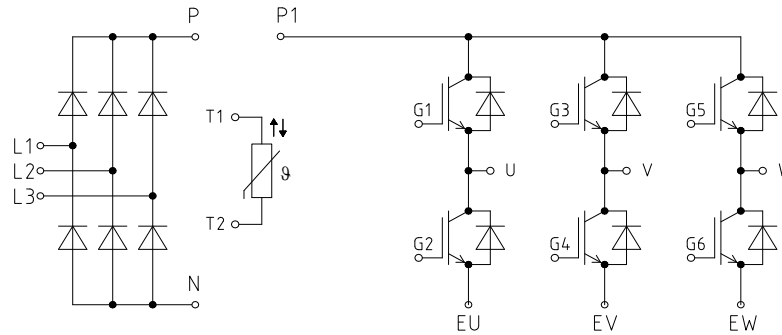 P P1
T1
G1 G3 G5
L1
L2
L3
U V
ϑ
T2
G2 G4 G6
N
EU EV EW